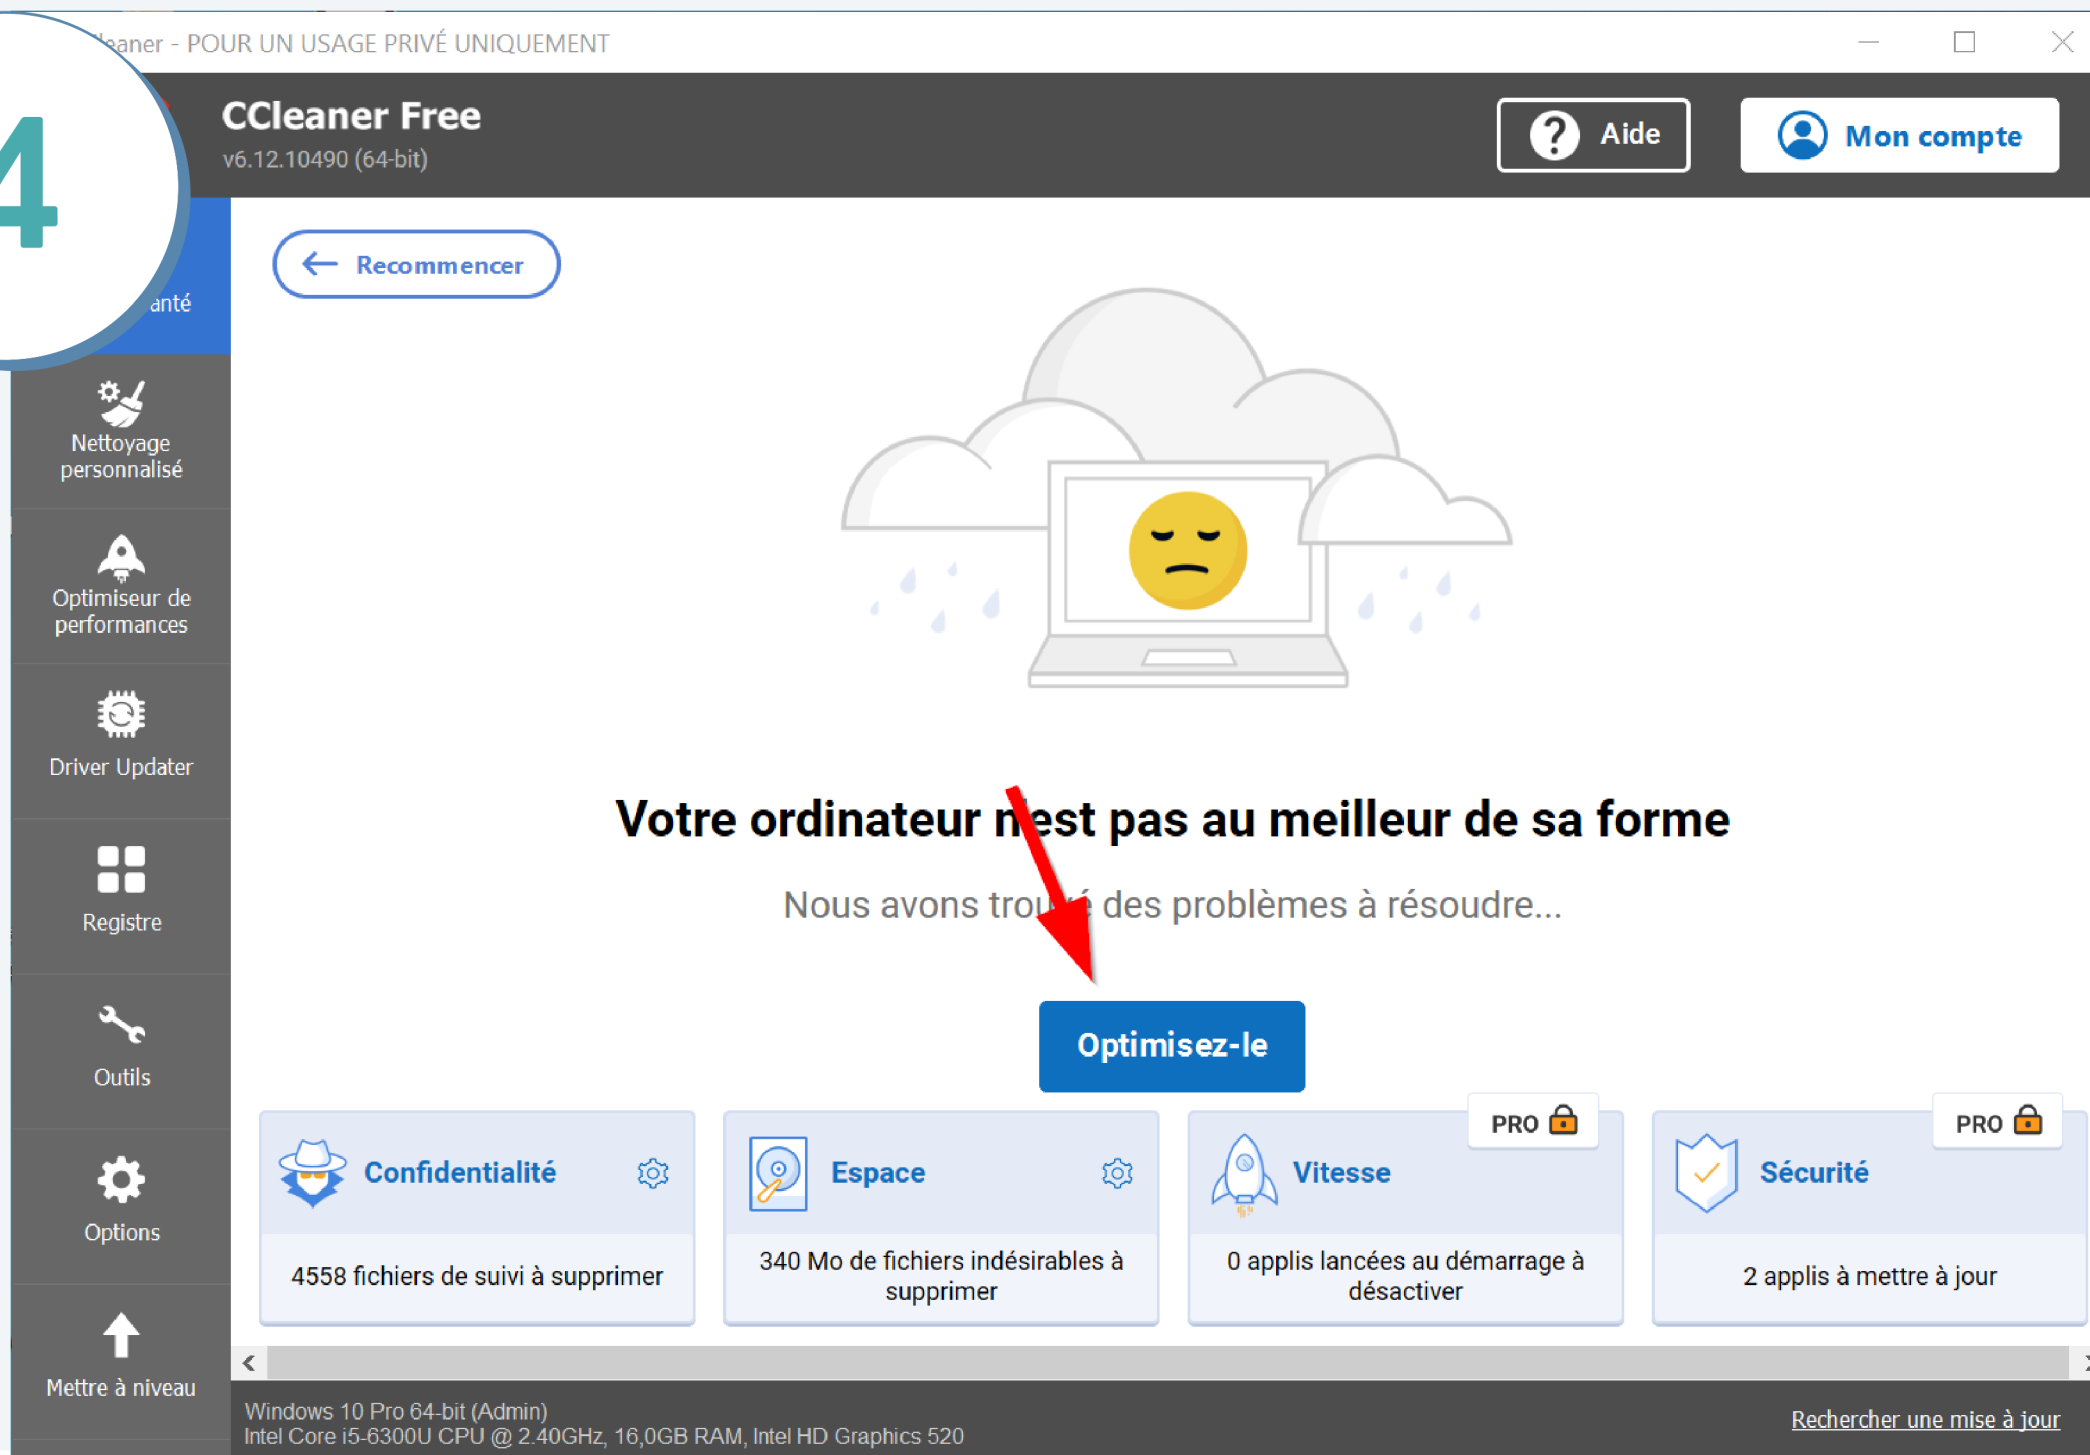 4
eaner - POUR UN USAGE PRIVÉ UNIQUEMENT
CCleaner Free
v6.12.10490 (64-bit)
? Aide
Mon compte
anté
Nettoyage
personnalisé
Optimiseur de
performances
Driver Updater
Registre
Outils
Options
Mettre à niveau
← Recommencer
Votre ordinateur n'est pas au meilleur de sa forme
Nous avons trouvé des problèmes à résoudre...
Optimisez-le
Confidentialité
4558 fichiers de suivi à supprimer
Espace
340 Mo de fichiers indésirables à
supprimer
PRO
Vitesse
0 applis lancées au démarrage à
désactiver
PRO
Sécurité
2 applis à mettre à jour
Windows 10 Pro 64-bit (Admin)
Intel Core i5-6300U CPU @ 2.40GHz, 16,0GB RAM, Intel HD Graphics 520
Rechercher une mise à jour